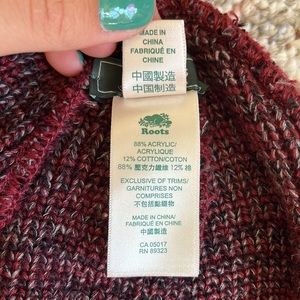 MADE IN
CHINA
FABRIQUÉ EN
CHINE
中國製造
中国制造
Roots
88% ACRYLIC/
ACRYLIQUE
12% COTTON/COTON
88% 壓克力纖維 12% 棉
EXCLUSIVE OF TRIMS/
GARNITURES NON
COMPRISES
不包括點綴物
MADE IN CHINA/
FABRIQUÉ EN
CHINE
中國製造
CA 05017
RN 89323